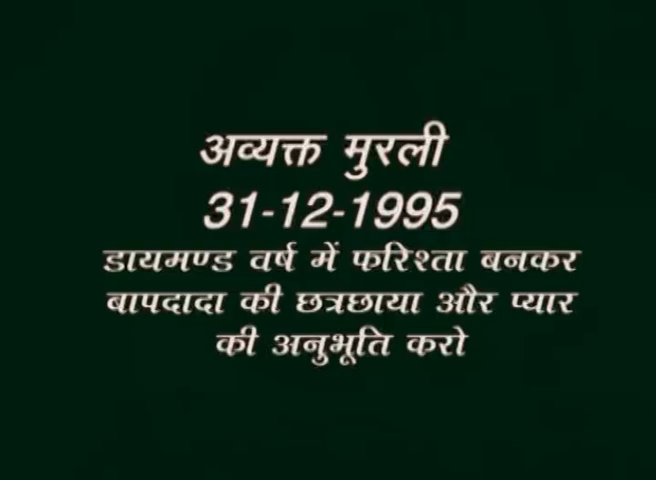 अव्यक्त मुरली
31-12-1995
डायमण्ड वर्ष में फरिश्ता बनकर
बापदादा की छत्रछाया और प्यार
की अनुभूति करो